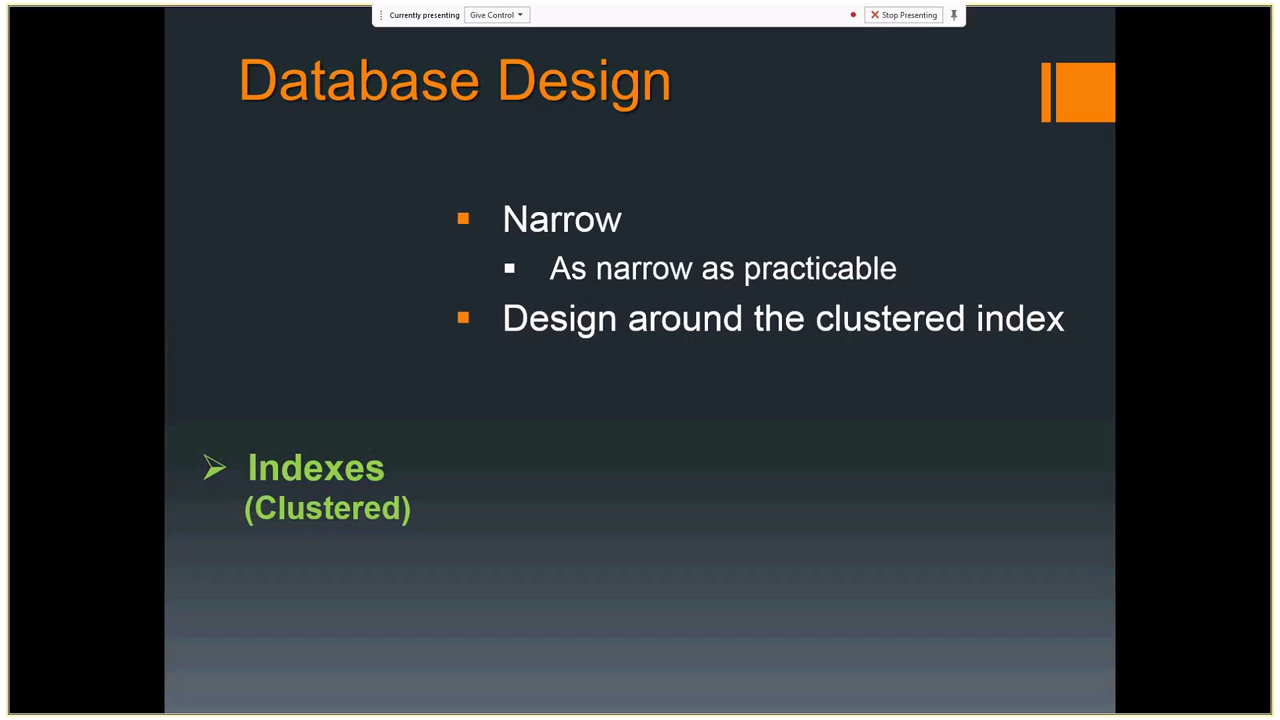 Currently presenting Give Control Stop Presenting
Database Design
Narrow
As narrow as practicable
Design around the clustered index
Indexes
(Clustered)